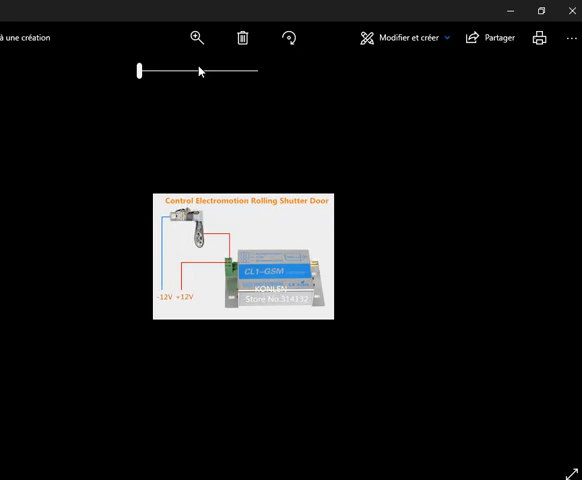 à une création
Modifier et créer
Partager
Control Electromotion Rolling Shutter Door
CL1-GSM
KONLEN
Store No.314132
-12V +12V